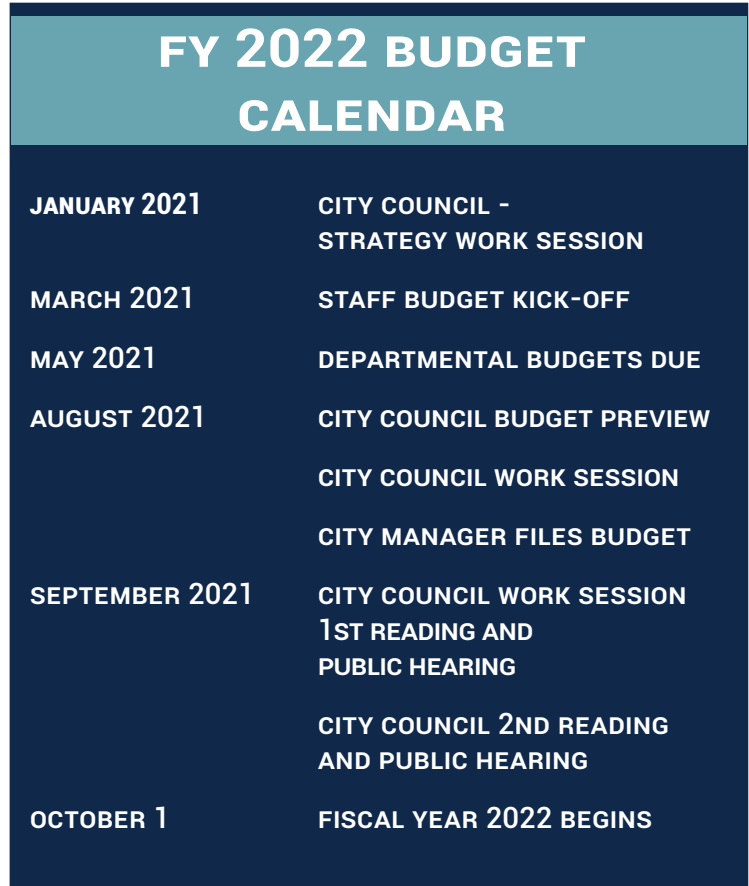 FY 2022 BUDGET
CALENDAR
JANUARY 2021 CITY COUNCIL -
STRATEGY WORK SESSION
MARCH 2021 STAFF BUDGET KICK-OFF
MAY 2021 DEPARTMENTAL BUDGETS DUE
AUGUST 2021 CITY COUNCIL BUDGET PREVIEW
CITY COUNCIL WORK SESSION
CITY MANAGER FILES BUDGET
SEPTEMBER 2021 CITY COUNCIL WORK SESSION
1ST READING AND
PUBLIC HEARING
CITY COUNCIL 2ND READING
AND PUBLIC HEARING
OCTOBER 1 FISCAL YEAR 2022 BEGINS